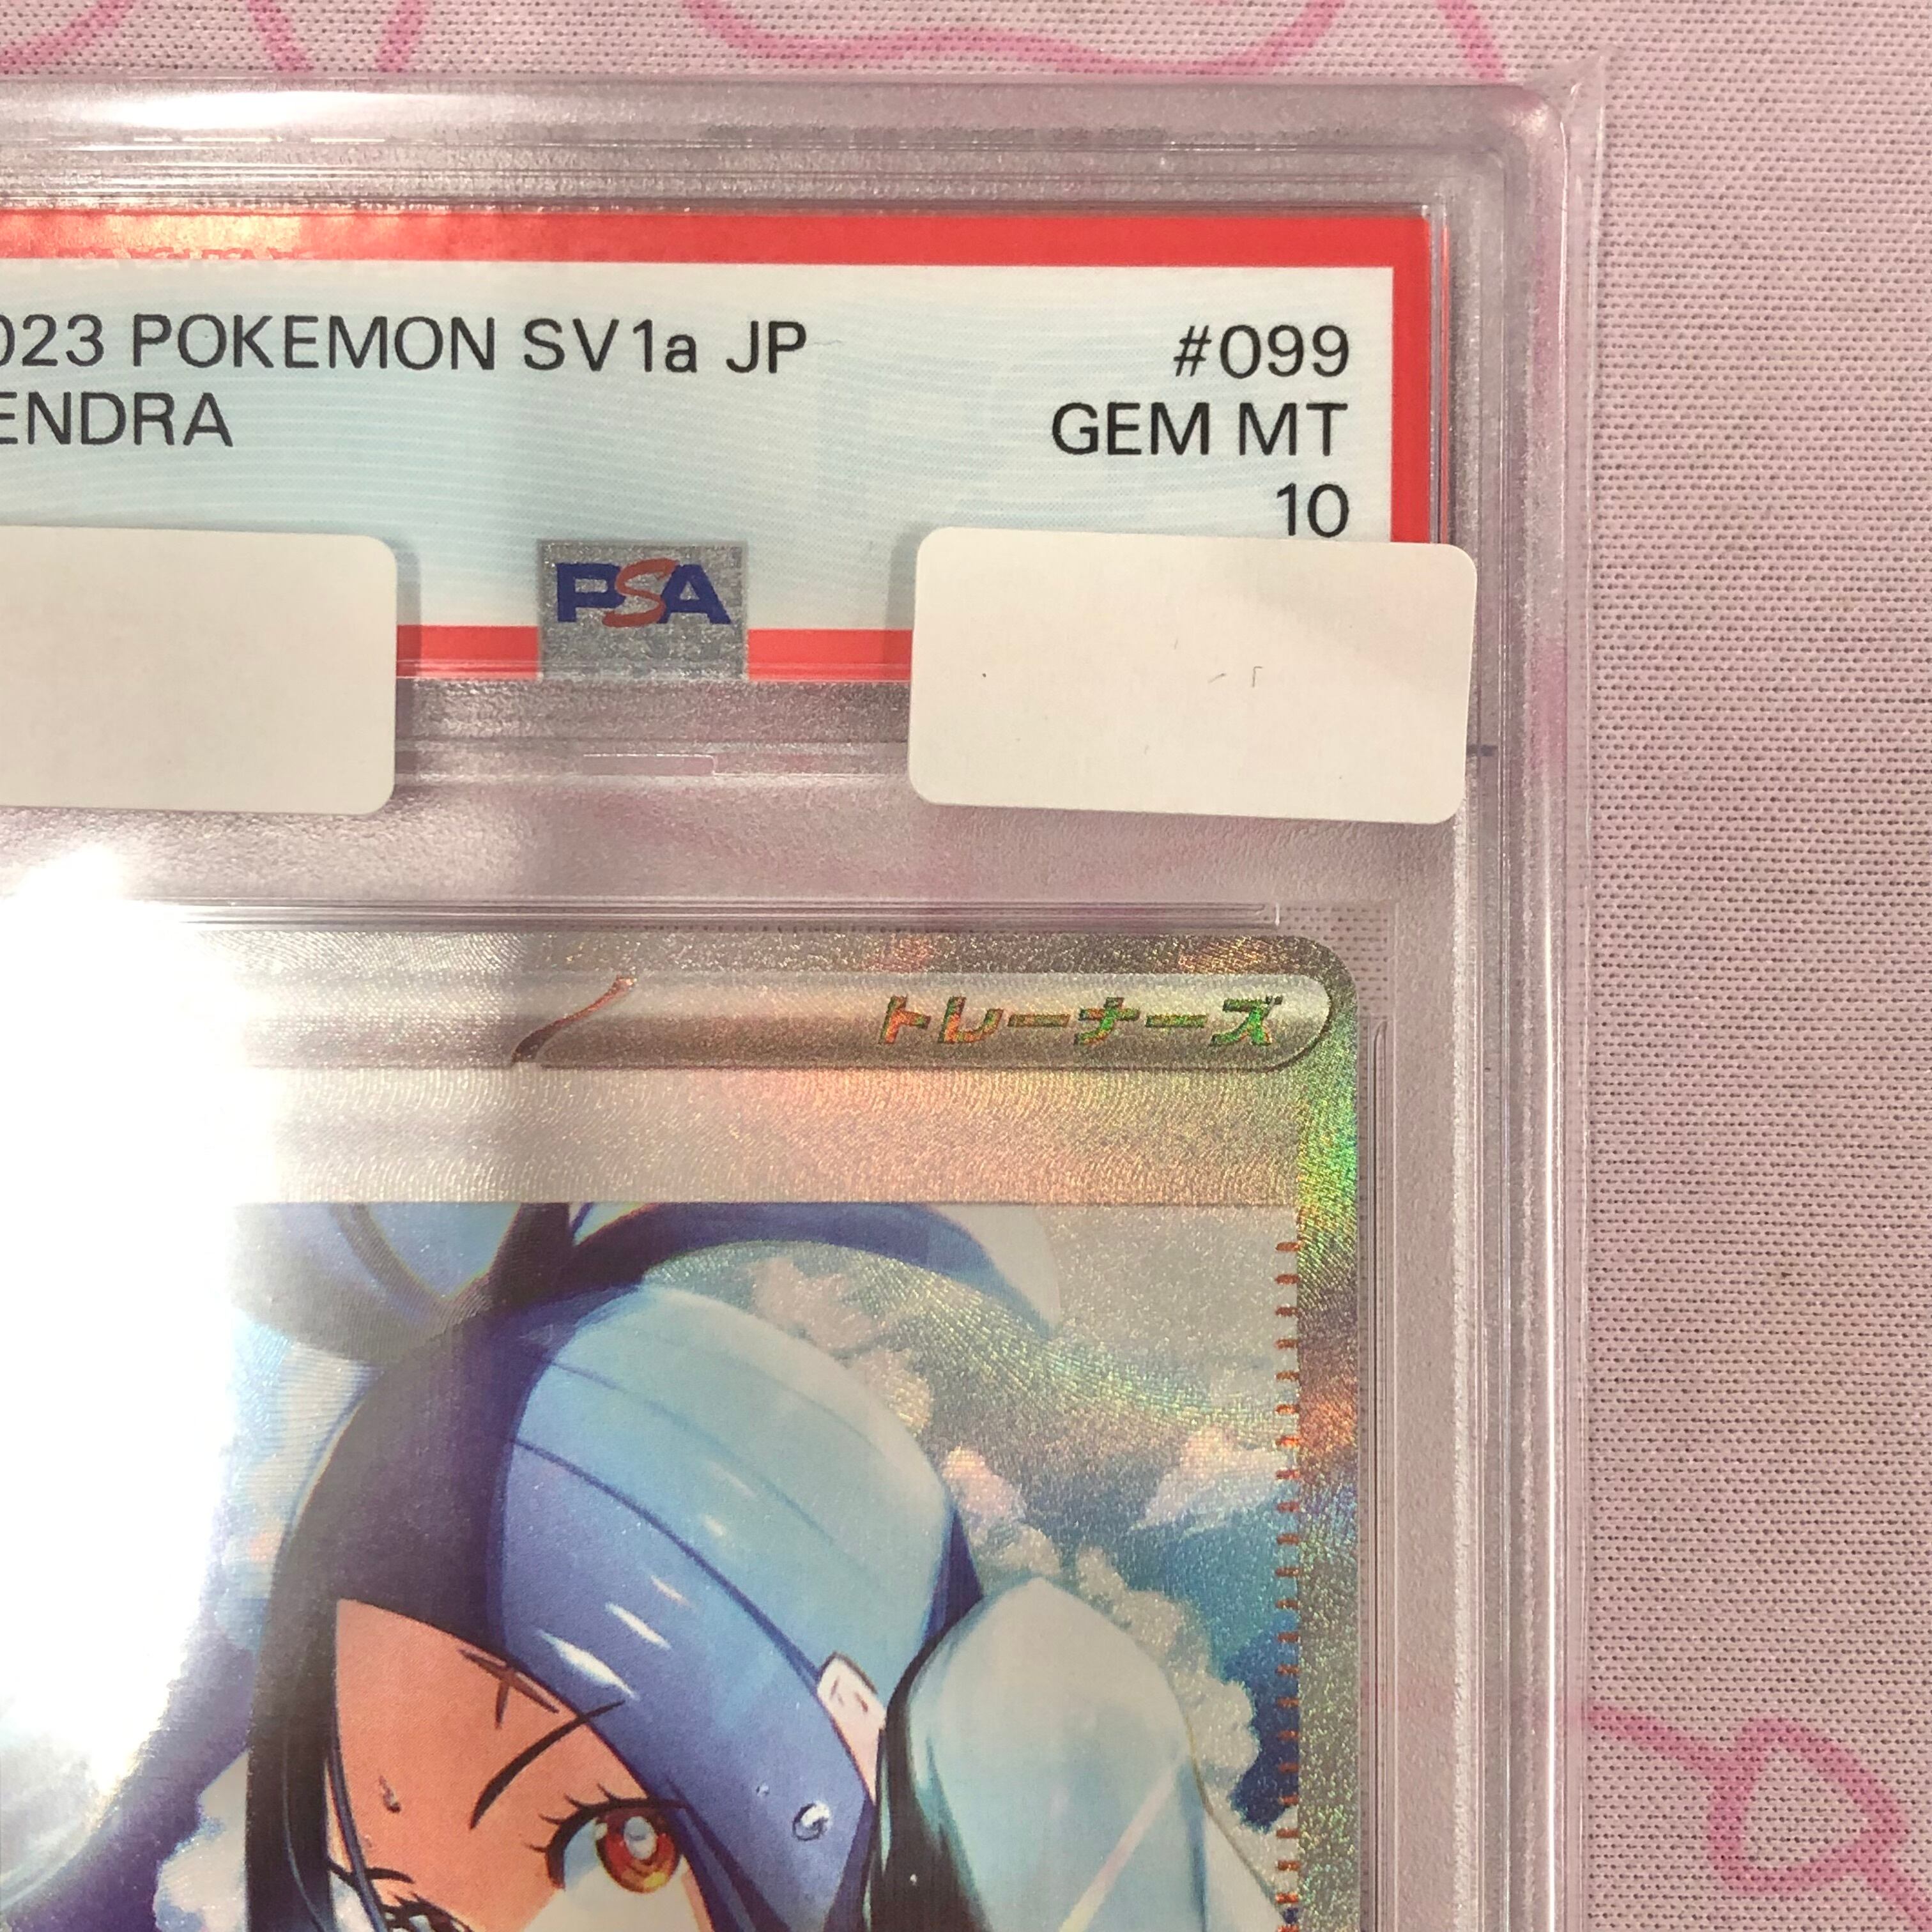 023 POKEMON SV1a JP #099
ENDRA GEM MT
10
PSA
トレーナーズ